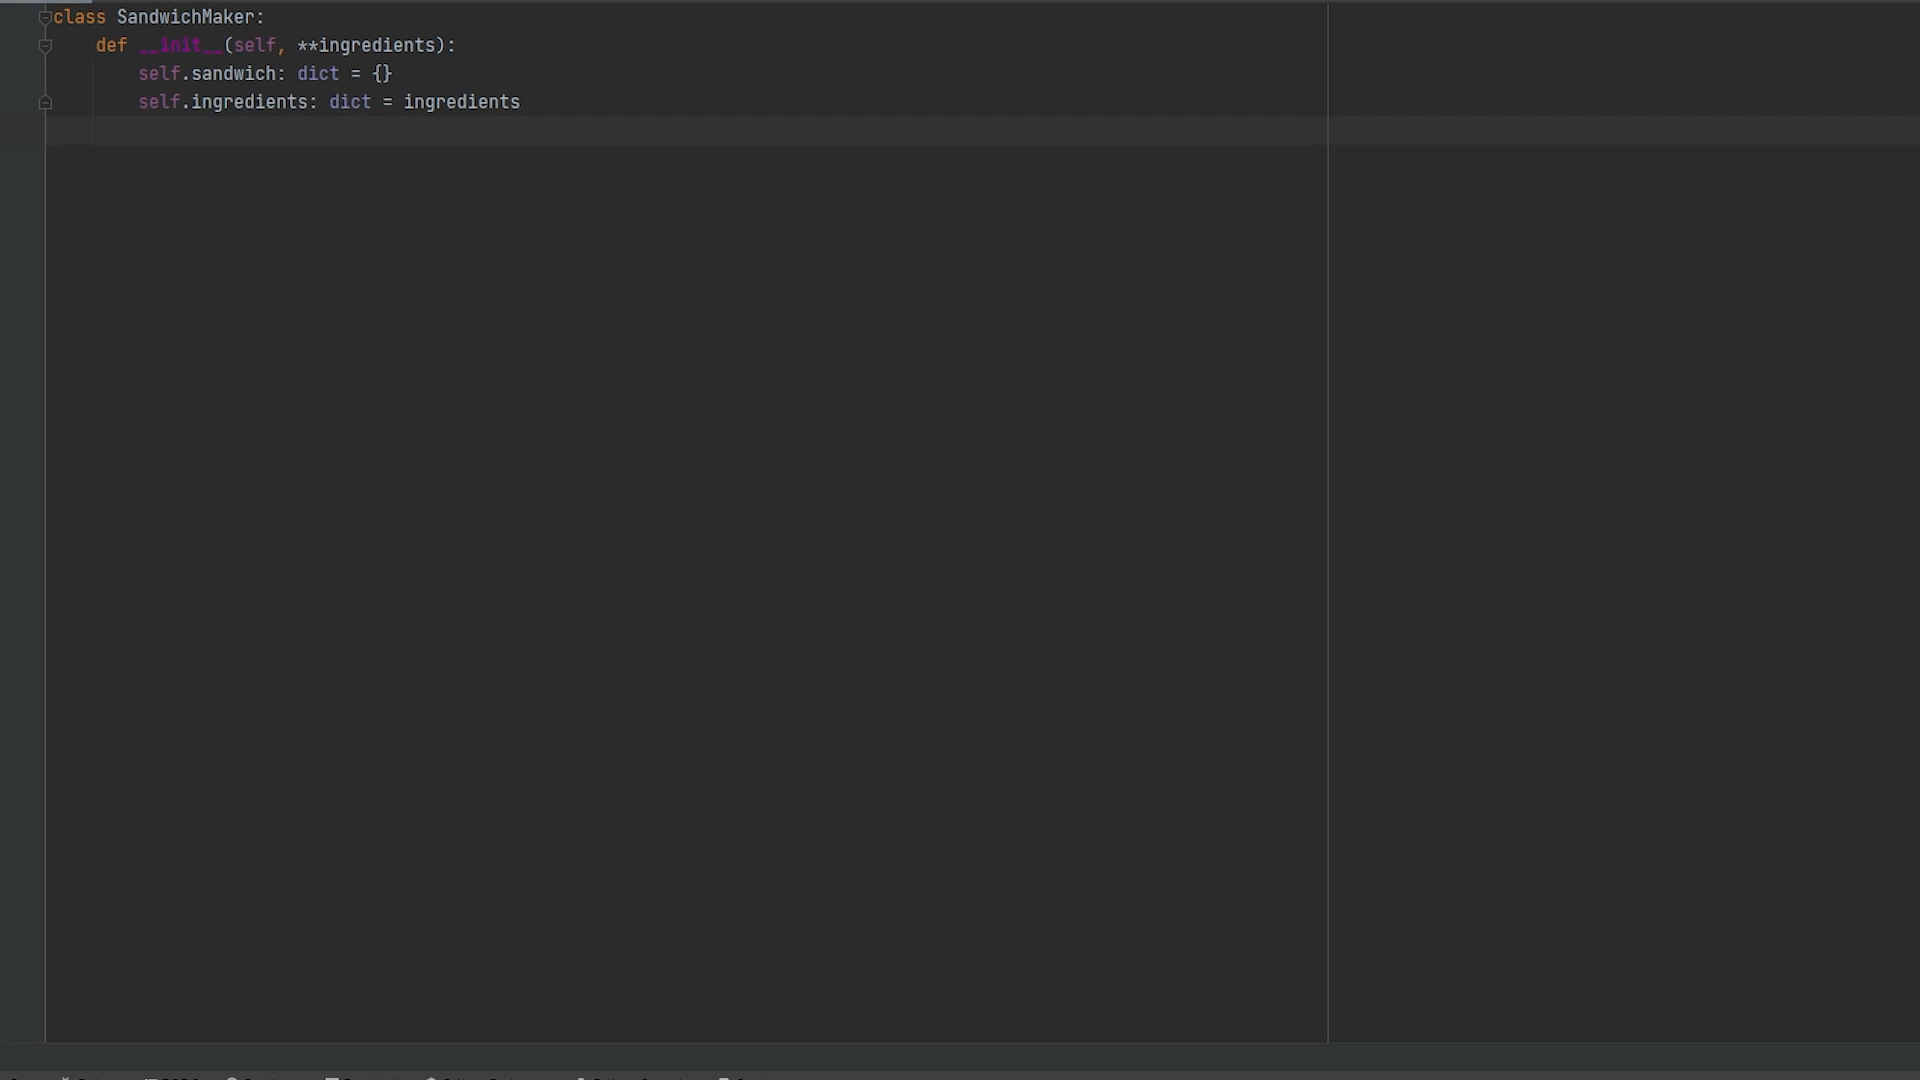 class SandwichMaker:
    def __init__(self, **ingredients):
        self.sandwich: dict = {}
        self.ingredients: dict = ingredients